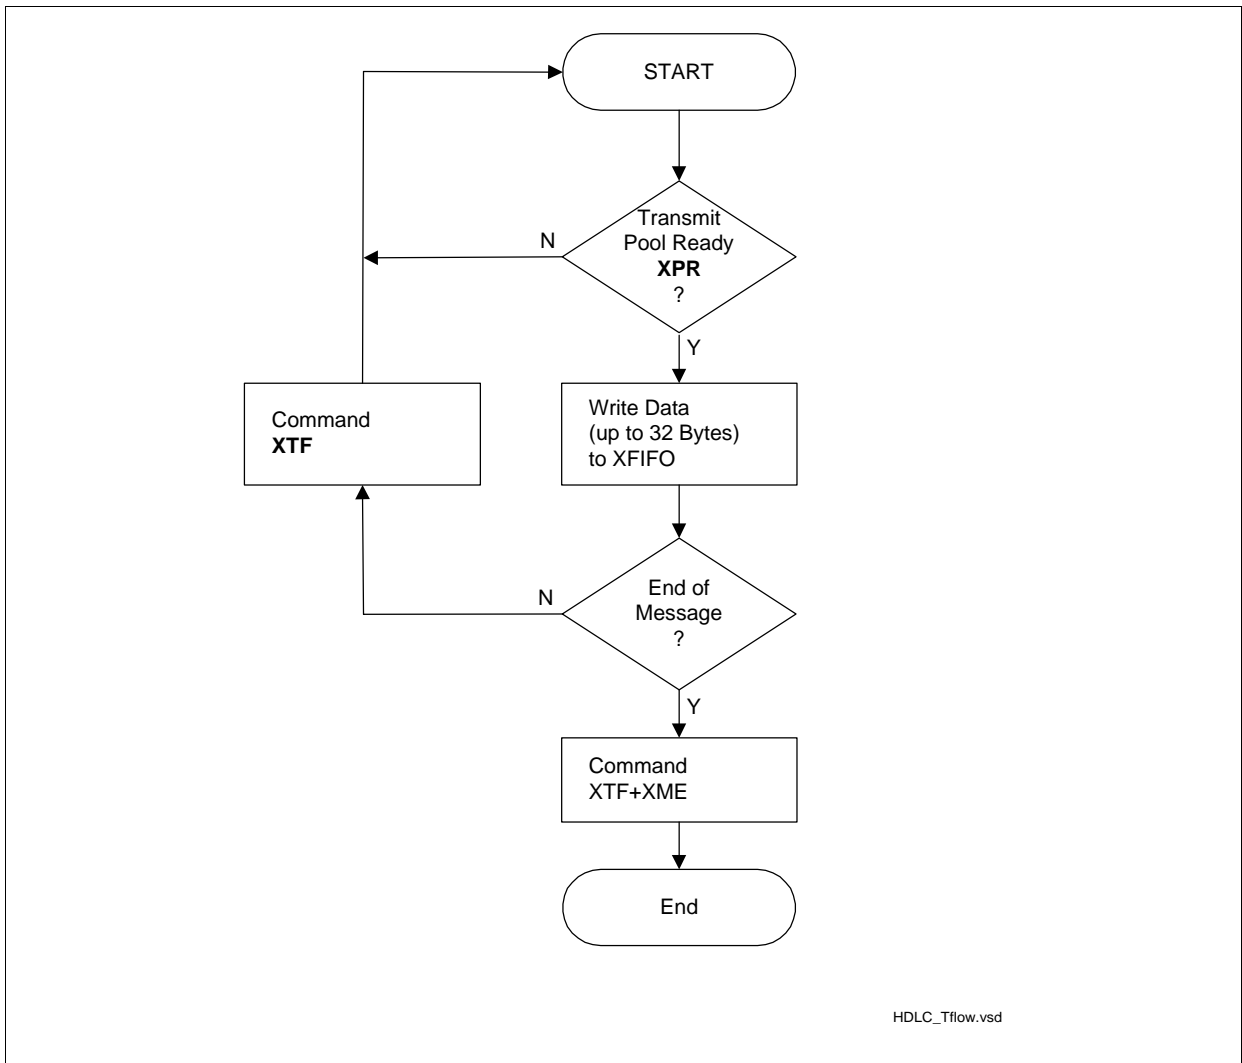 START
Transmit
Pool Ready
XPR
?
N
Y
Command
XTF
Write Data
(up to 32 Bytes)
to XFIFO
End of
Message
?
N
Y
Command
XTF+XME
End
HDLC_Tflow.vsd